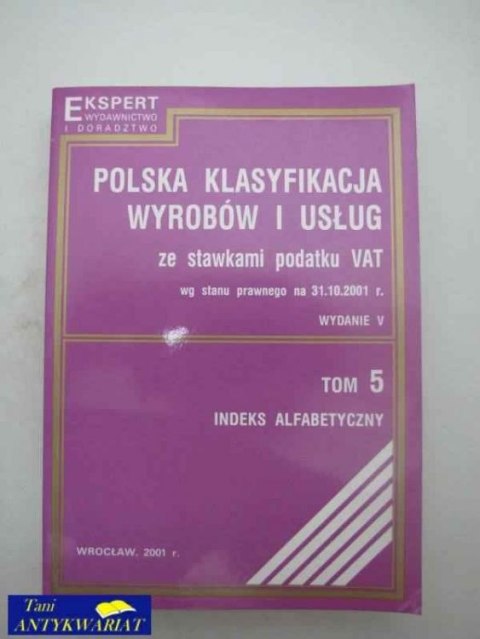 EKSPERT
WYDAWNICTWO
I DORADZTWO
POLSKA KLASYFIKACJA
WYROBÓW I USŁUG
ze stawkami podatku VAT
wg stanu prawnego na 31.10.2001 r.
WYDANIE V
TOM 5
INDEKS ALFABETYCZNY
WROCŁAW, 2001 r.
Tani
ANTYKWARIAT